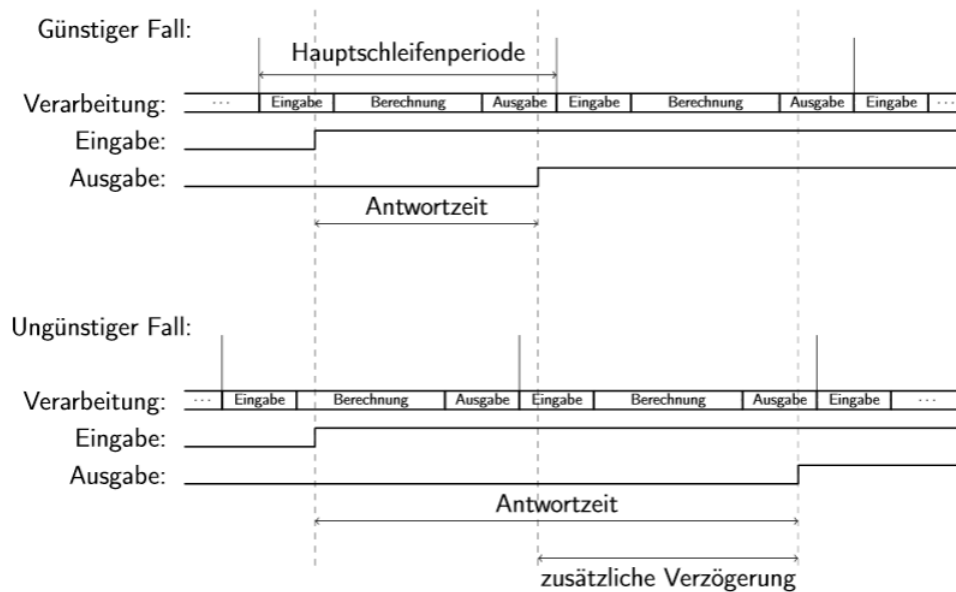 Günstiger Fall:
Hauptschleifenperiode
Verarbeitung: ... Eingabe Berechnung Ausgabe Eingabe Berechnung Ausgabe Eingabe ...
Eingabe:
Ausgabe:
Antwortzeit
Ungünstiger Fall:
Verarbeitung: ... Eingabe Berechnung Ausgabe Eingabe Berechnung Ausgabe Eingabe ...
Eingabe:
Ausgabe:
Antwortzeit
zusätzliche Verzögerung